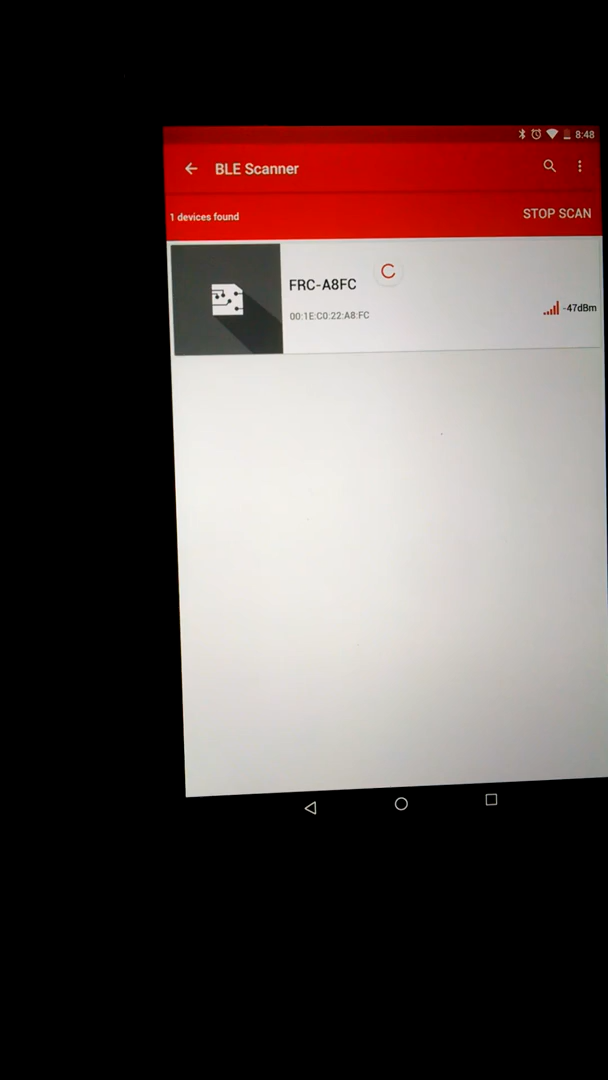 8:48
BLE Scanner
1 devices found
STOP SCAN
FRC-A8FC
00:1E:C0:22:A8:FC
-47dBm